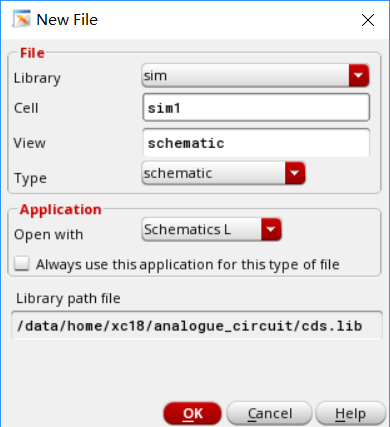 New File
File
Library sim
Cell sim1
View schematic
Type schematic
Application
Open with Schematics L
Always use this application for this type of file
Library path file
/data/home/xc18/analogue_circuit/cds.lib
OK Cancel Help